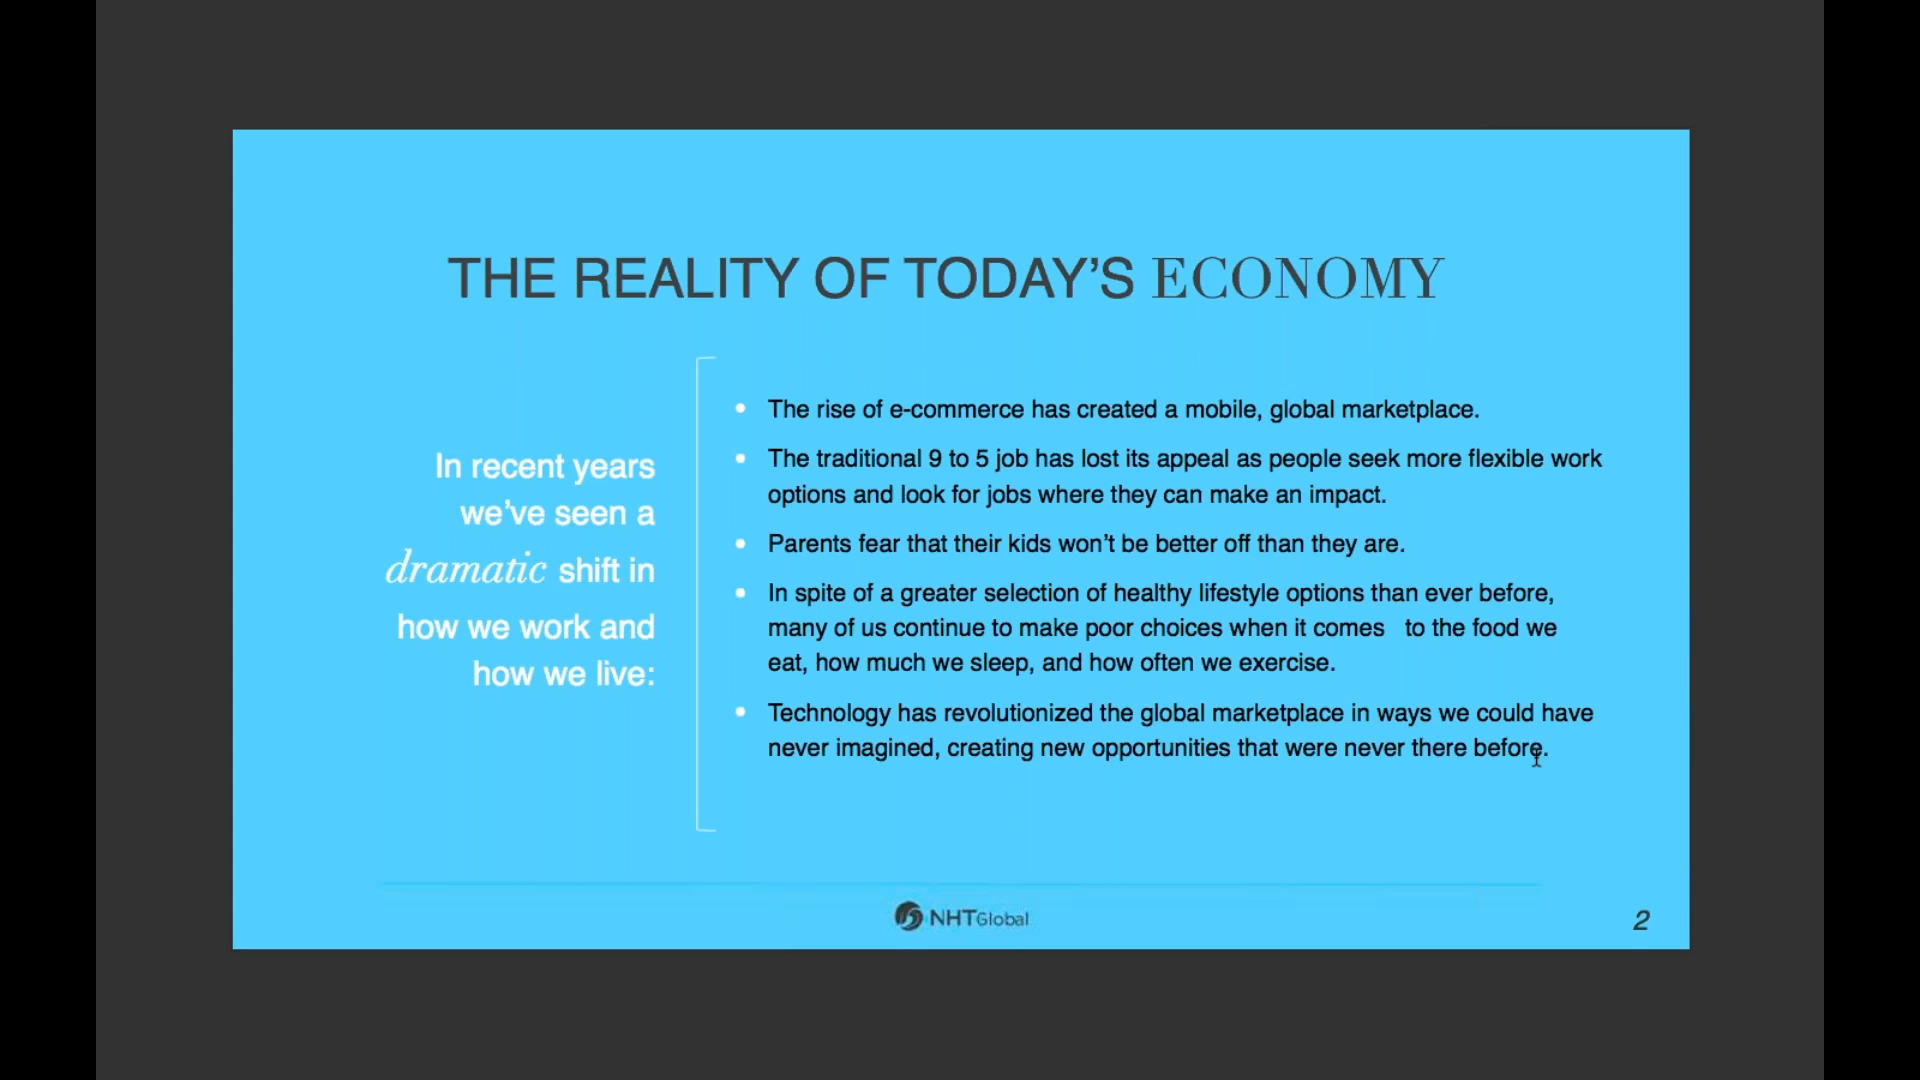 THE REALITY OF TODAY’S ECONOMY
In recent years
we’ve seen a
dramatic shift in
how we work and
how we live:
• The rise of e-commerce has created a mobile, global marketplace.
• The traditional 9 to 5 job has lost its appeal as people seek more flexible work
options and look for jobs where they can make an impact.
• Parents fear that their kids won’t be better off than they are.
• In spite of a greater selection of healthy lifestyle options than ever before,
many of us continue to make poor choices when it comes to the food we
eat, how much we sleep, and how often we exercise.
• Technology has revolutionized the global marketplace in ways we could have
never imagined, creating new opportunities that were never there before.
NHTGlobal
2